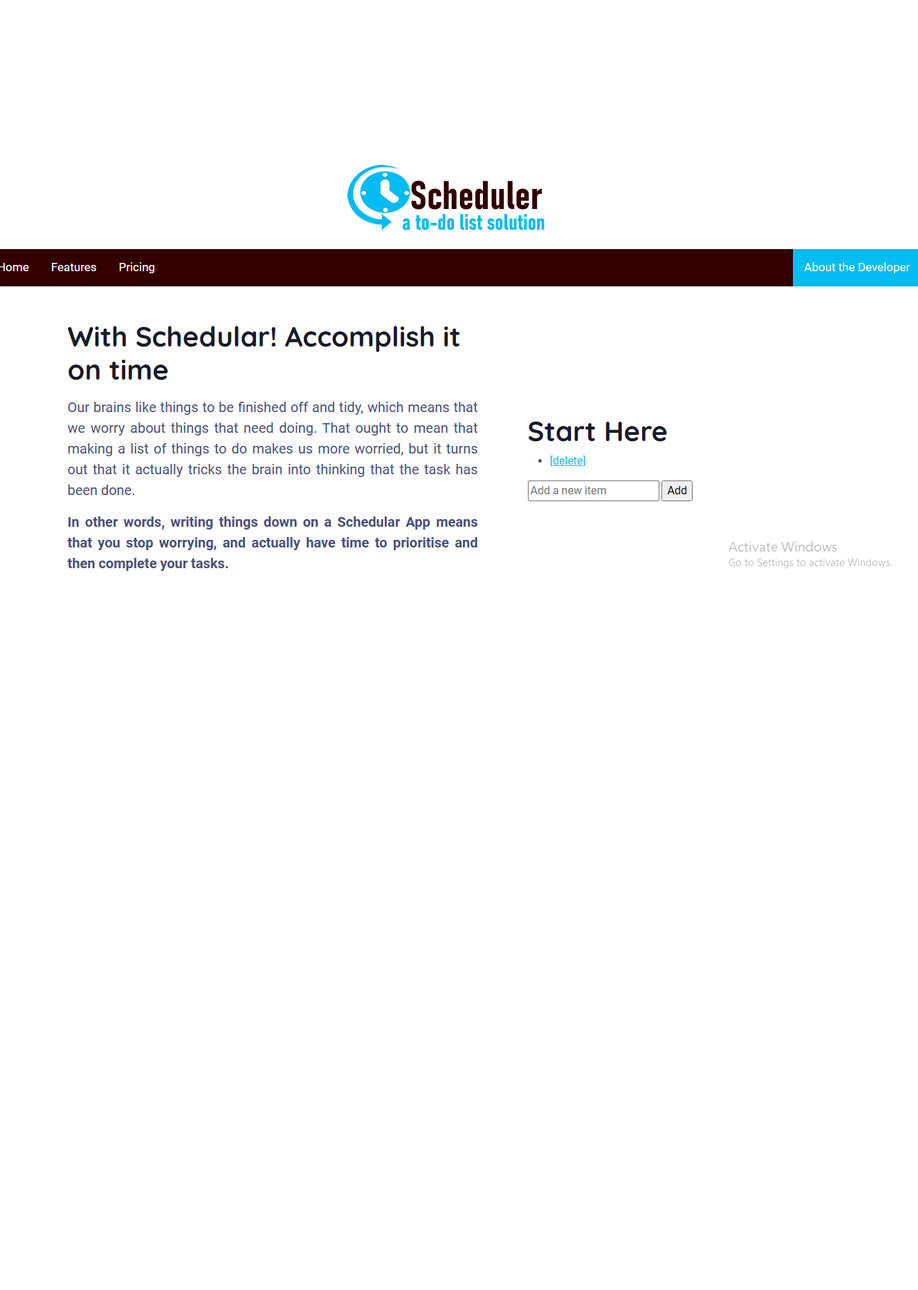 Scheduler
a to-do list solution
Home
Features
Pricing
About the Developer
With Schedular! Accomplish it
on time
Our brains like things to be finished off and tidy, which means that
we worry about things that need doing. That ought to mean that
making a list of things to do makes us more worried, but it turns
out that it actually tricks the brain into thinking that the task has
been done.
In other words, writing things down on a Schedular App means
that you stop worrying, and actually have time to prioritise and
then complete your tasks.
Start Here
• [delete]
Add a new item Add
Activate Windows
Go to Settings to activate Windows.